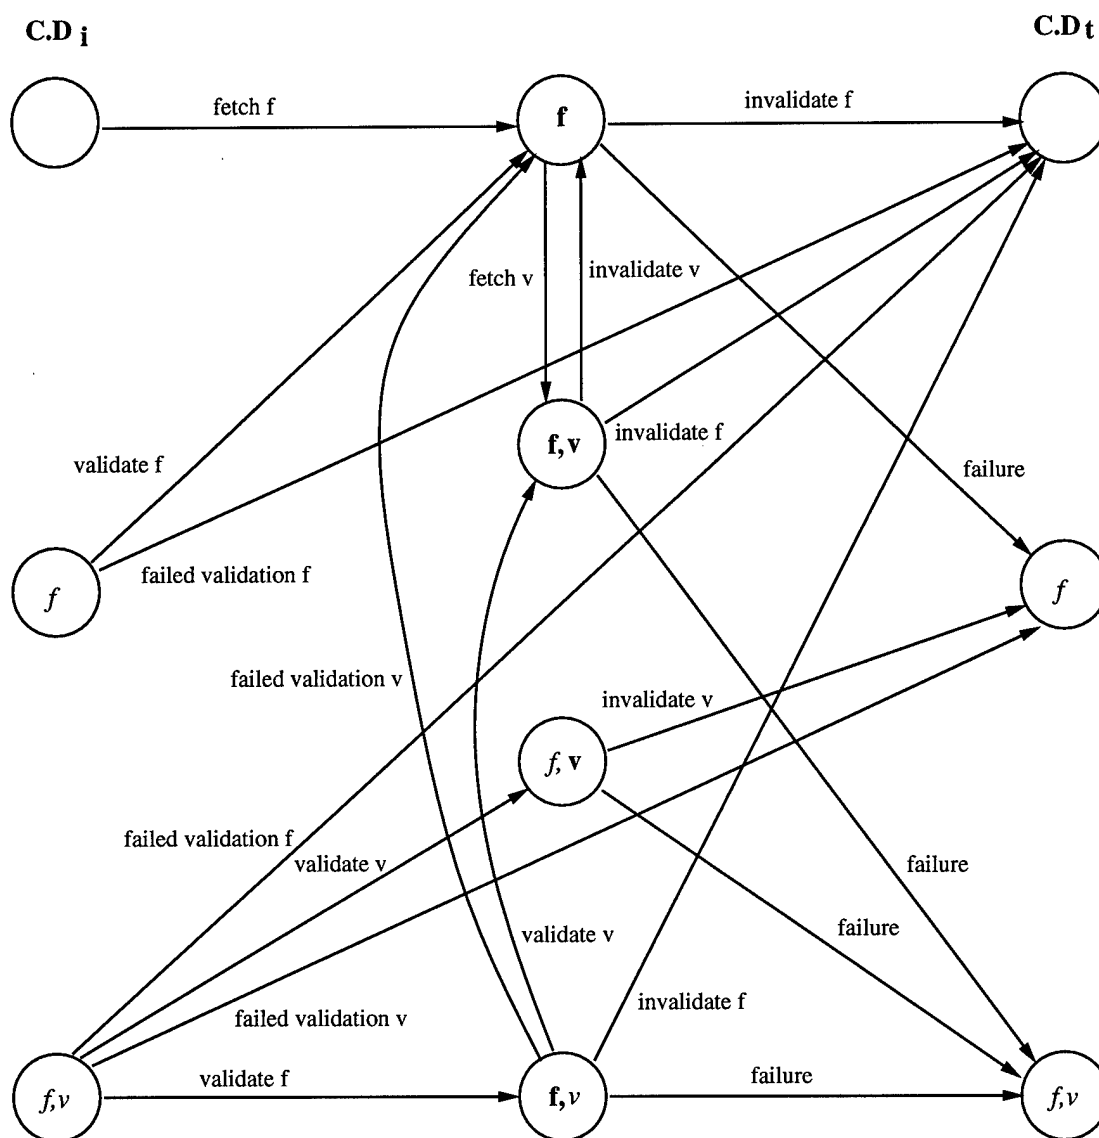 C.D i
C.D t
fetch f
f
invalidate f
fetch v
invalidate v
f, v
invalidate f
validate f
failure
failed validation f
f
f
failed validation v
invalidate v
f, v
failed validation f
validate v
failure
failure
validate v
invalidate f
failed validation v
validate f
failure
f,v
f, v
f,v